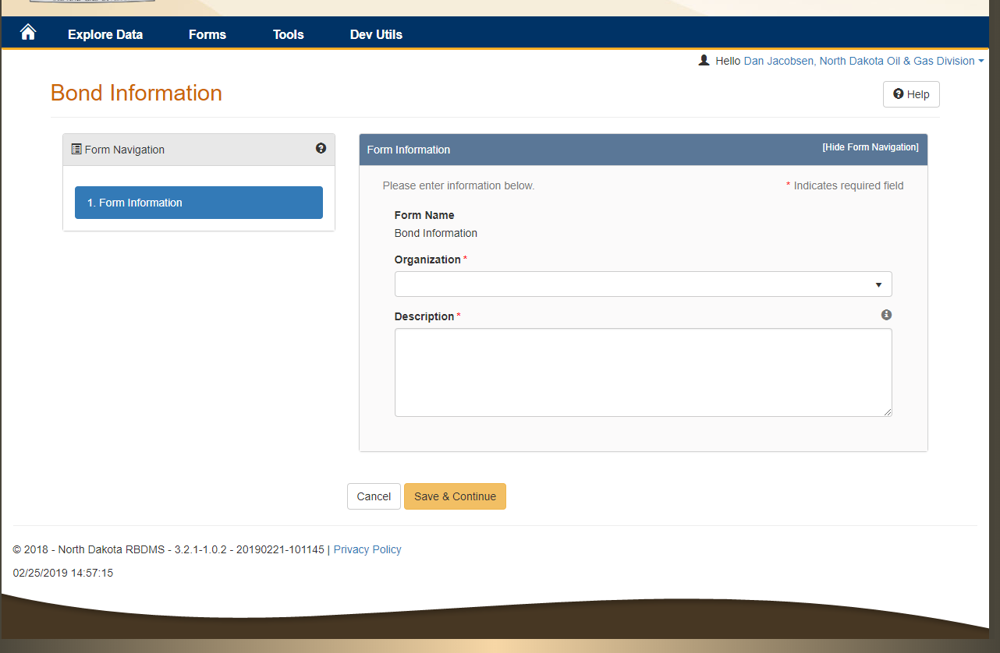 Explore Data Forms Tools Dev Utils
Hello Dan Jacobsen, North Dakota Oil & Gas Division
Bond Information
Help
Form Navigation
1. Form Information
Form Information [Hide Form Navigation]
Please enter information below. * Indicates required field
Form Name
Bond Information
Organization *
Description *
Cancel Save & Continue
© 2018 - North Dakota RBDMS - 3.2.1-1.0.2 - 20190221-101145 | Privacy Policy
02/25/2019 14:57:15